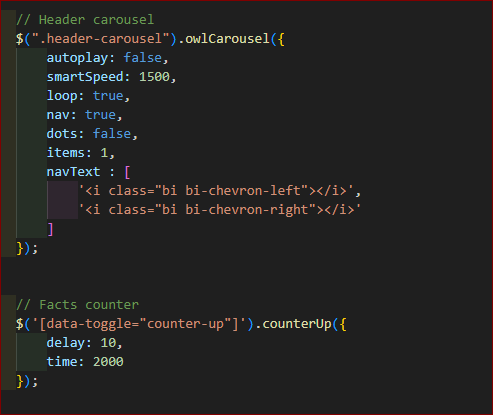 // Header carousel
$(".header-carousel").owlCarousel({
    autoplay: false,
    smartSpeed: 1500,
    loop: true,
    nav: true,
    dots: false,
    items: 1,
    navText : [
        '<i class="bi bi-chevron-left"></i>',
        '<i class="bi bi-chevron-right"></i>'
    ]
});
// Facts counter
$('[data-toggle="counter-up"]').counterUp({
    delay: 10,
    time: 2000
});